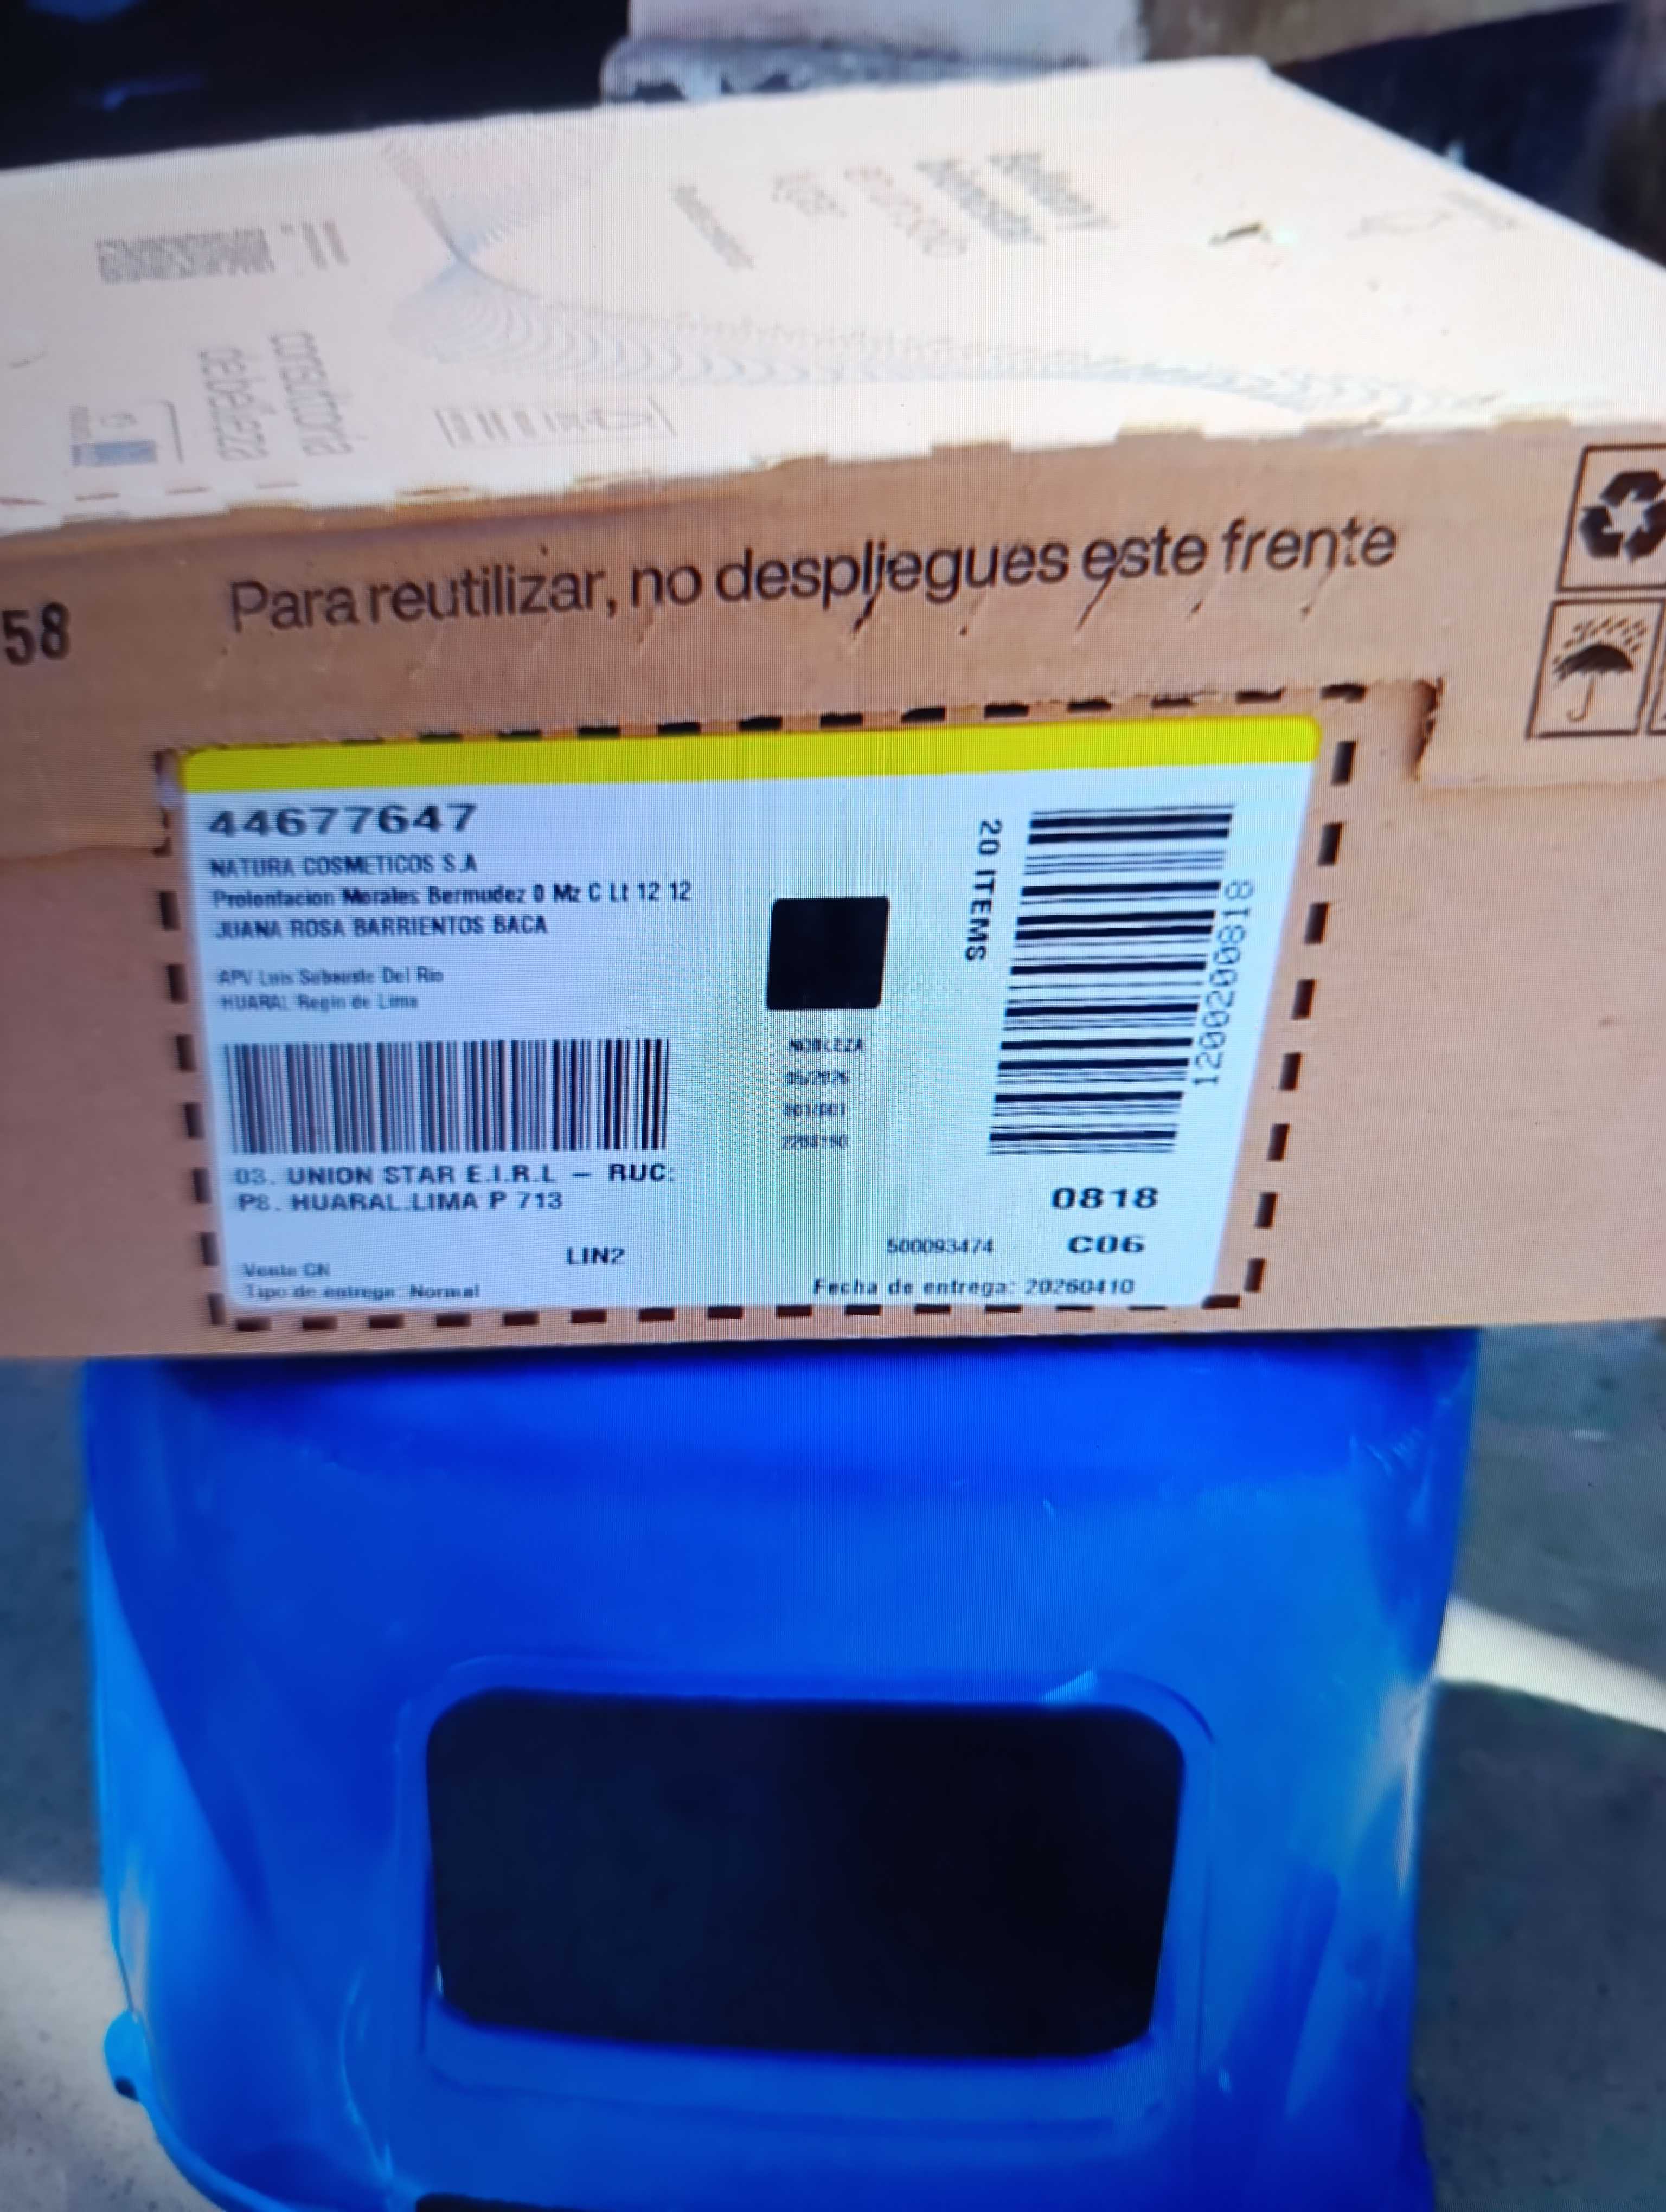 consultoria
de belleza
58
Para reutilizar, no despliegues este frente
44677647
NATURA COSMETICOS S.A
Prolontacion Morales Bermudez 0 Mz C Lt 12 12
JUANA ROSA BARRIENTOS BACA
APV Luis Del Rio
HUARAL Regin de Lima
03. UNION STAR E.I.R.L – RUC:
P8. HUARAL.LIMA P 713
LIN2
Venta CN
Tipo de entrega: Normal
NOBLEZA
05/2026
001/001
20 ITEMS
1200200818
0818
500093474
C06
Fecha de entrega: 20260410